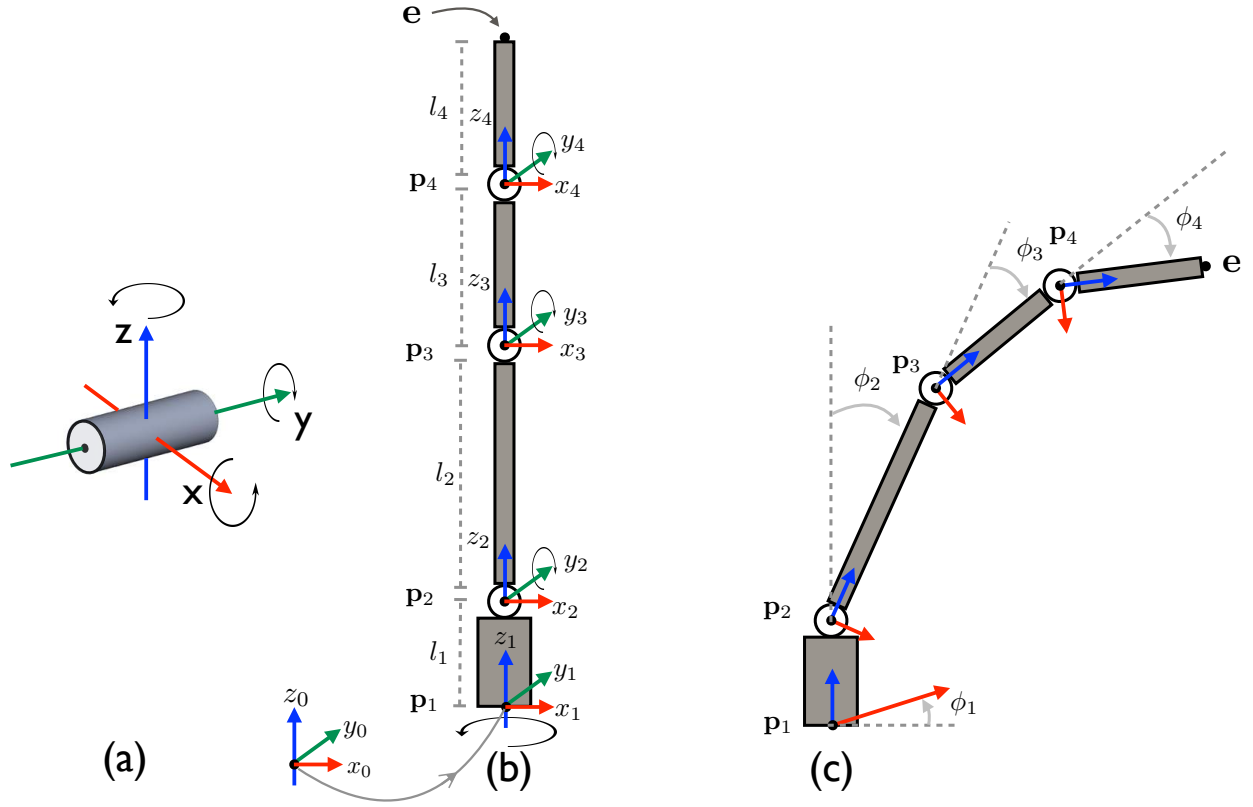 z
y
x
(a)
e
l₄
z₄
y₄
p₄
x₄
l₃
z₃
y₃
p₃
x₃
l₂
z₂
y₂
p₂
x₂
l₁
z₁
y₁
p₁
x₁
z₀
y₀
x₀
(b)
ϕ₄
p₄
ϕ₃
e
p₃
ϕ₂
p₂
p₁
ϕ₁
(c)